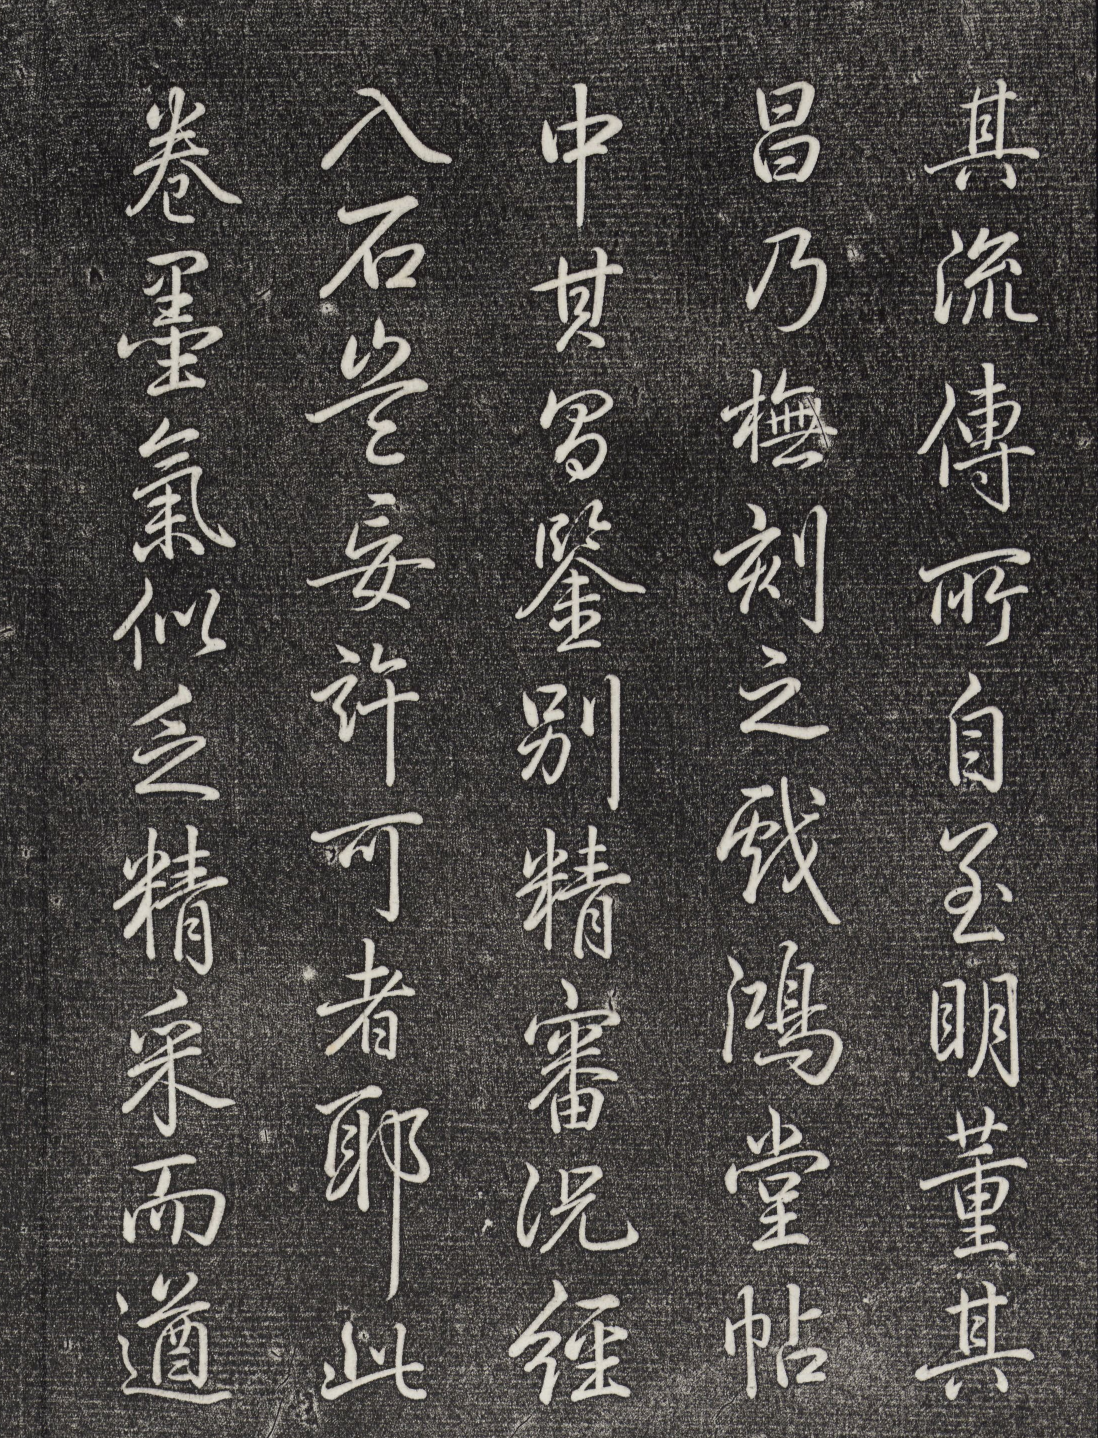 其流傳所自至明董其
昌乃橅刻之戲鴻堂帖
中其昌鑒別精審況經
入石豈妄許可者耶此
卷墨氣似乏精采而遒